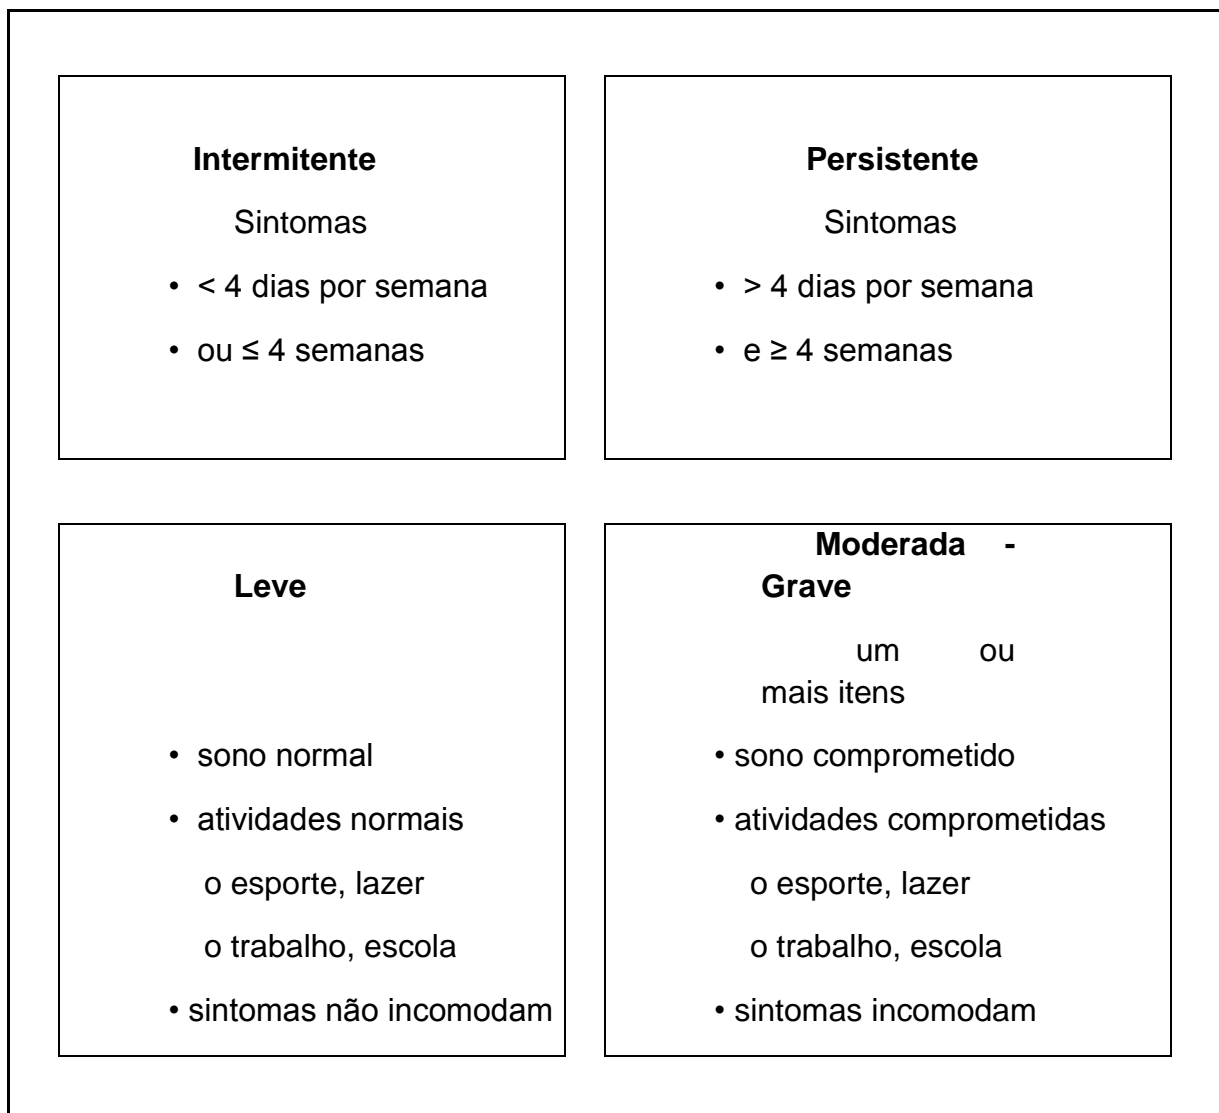 Intermitente
Sintomas
• < 4 dias por semana
• ou ≤ 4 semanas
Persistente
Sintomas
• > 4 dias por semana
• e ≥ 4 semanas
Leve
• sono normal
• atividades normais
o esporte, lazer
o trabalho, escola
• sintomas não incomodam
Moderada -
Grave
um ou
mais itens
• sono comprometido
• atividades comprometidas
o esporte, lazer
o trabalho, escola
• sintomas incomodam